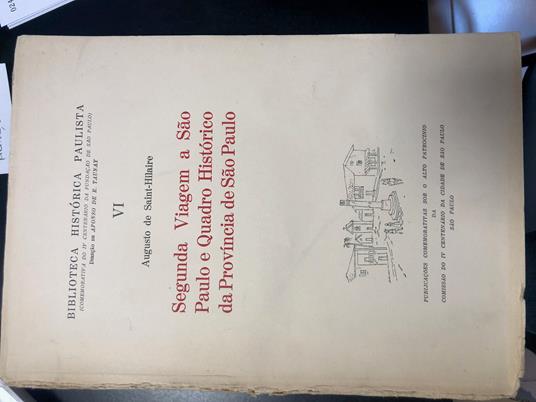 BIBLIOTECA HISTÓRICA PAULISTA
(COMEMORATIVA DO IV CENTENÁRIO DA FUNDAÇÃO DE SÃO PAULO)
Direção de AFONSO DE E. TAUNAY
VI
Augusto de Saint-Hilaire
Segunda Viagem a São
Paulo e Quadro Histórico
da Província de São Paulo
PUBLICAÇÕES COMEMORATIVAS SOB O ALTO PATROCÍNIO
DA
COMISSÃO DO IV CENTENÁRIO DA CIDADE DE SÃO PAULO
SÃO PAULO